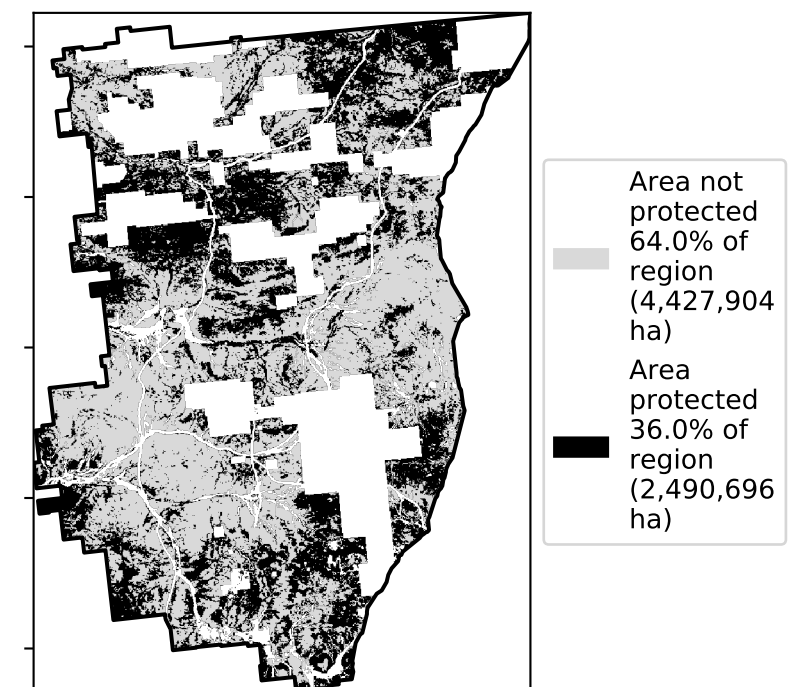 Area not
protected
64.0% of
region
(4,427,904
ha)
Area
protected
36.0% of
region
(2,490,696
ha)